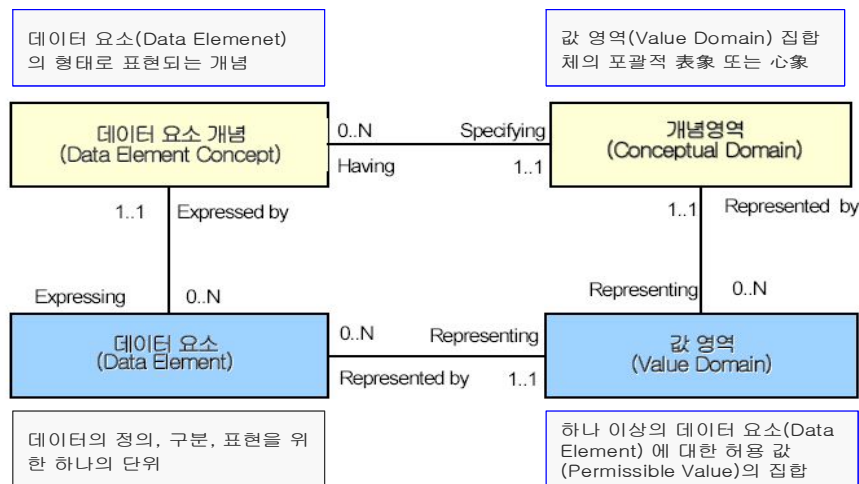 데이터 요소(Data Elemenet)
의 형태로 표현되는 개념
값 영역(Value Domain) 집합
체의 포괄적 表象 또는 心象
데이터 요소 개념
(Data Element Concept)
0..N
Specifying
Having
1..1
개념영역
(Conceptual Domain)
1..1
Expressed by
1..1
Represented by
Expressing
0..N
Representing
0..N
데이터 요소
(Data Element)
0..N
Representing
Represented by
1..1
값 영역
(Value Domain)
데이터의 정의, 구분, 표현을 위
한 하나의 단위
하나 이상의 데이터 요소(Data
Element) 에 대한 허용 값
(Permissible Value)의 집합